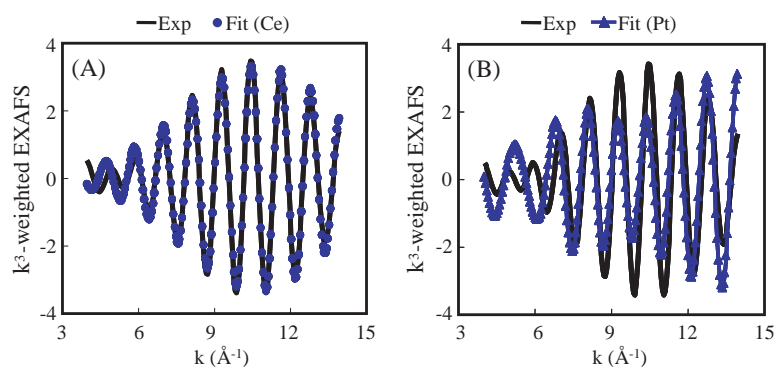 Exp Fit (Ce)
(A)
k³-weighted EXAFS
4
2
0
-2
-4
3 6 9 12 15
k (Å⁻¹)
Exp Fit (Pt)
(B)
k³-weighted EXAFS
4
2
0
-2
-4
3 6 9 12 15
k (Å⁻¹)